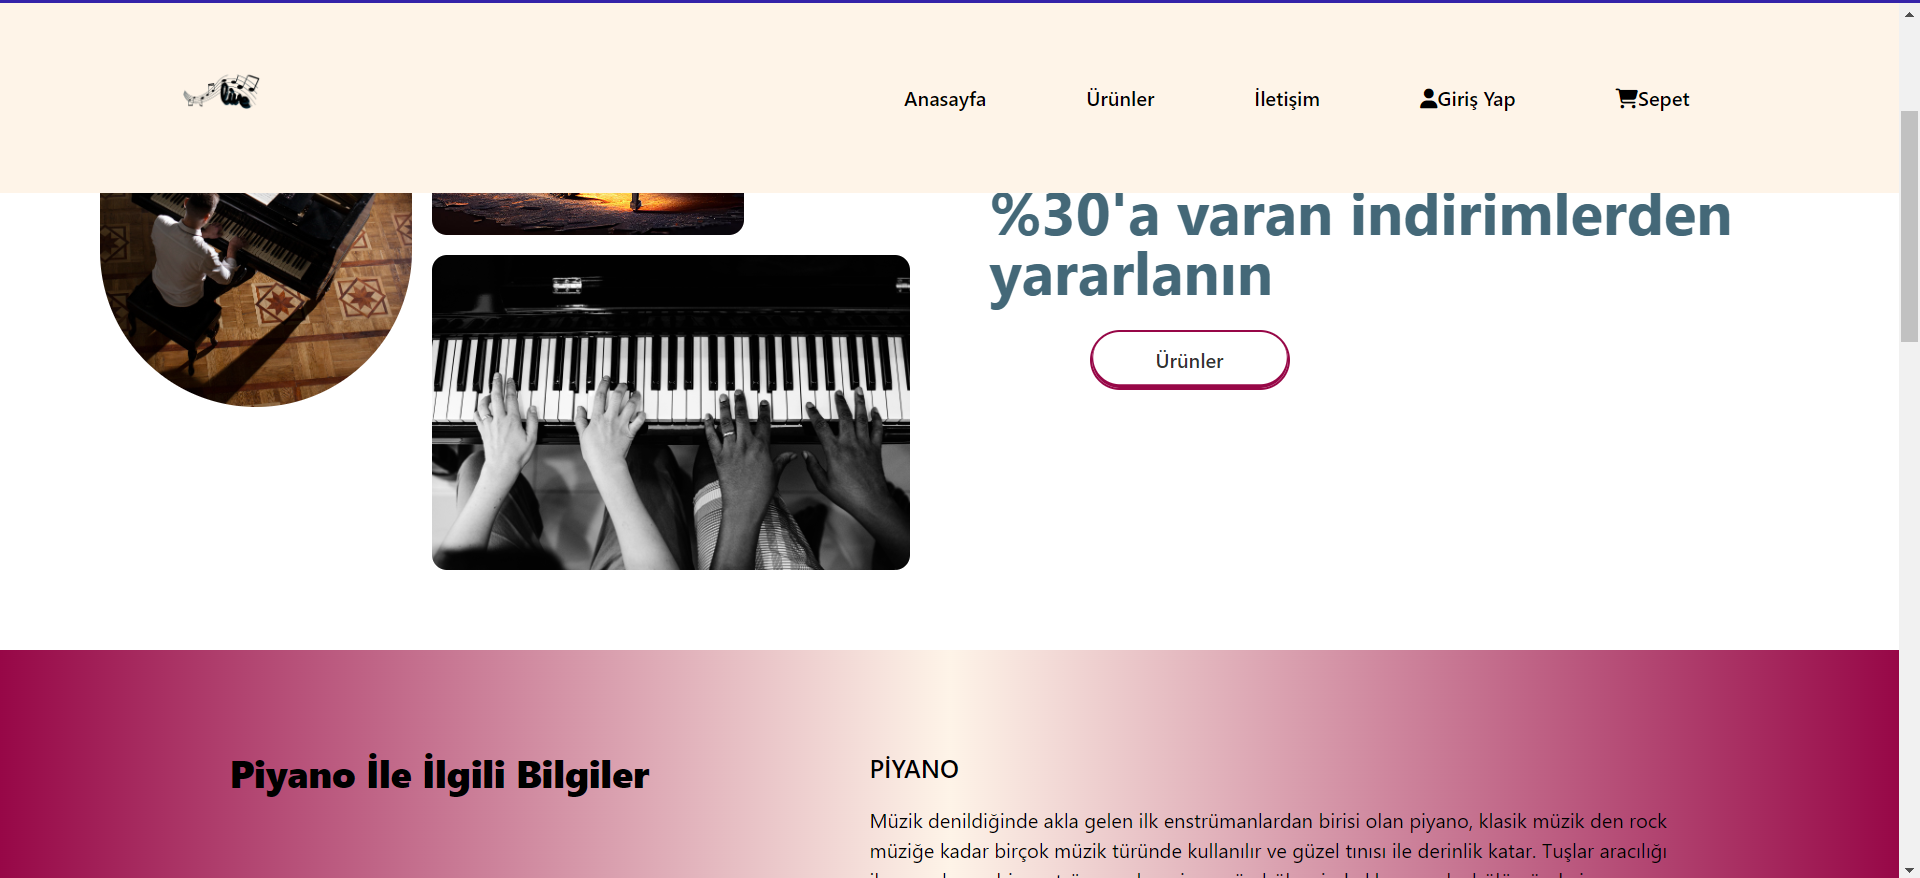 live
Anasayfa
Ürünler
İletişim
Giriş Yap
Sepet
%30'a varan indirimlerden
yararlanın
Ürünler
Piyano İle İlgili Bilgiler
PİYANO
Müzik denildiğinde akla gelen ilk enstrümanlardan birisi olan piyano, klasik müzik den rock
müziğe kadar birçok müzik türünde kullanılır ve güzel tınısı ile derinlik katar. Tuşlar aracılığı